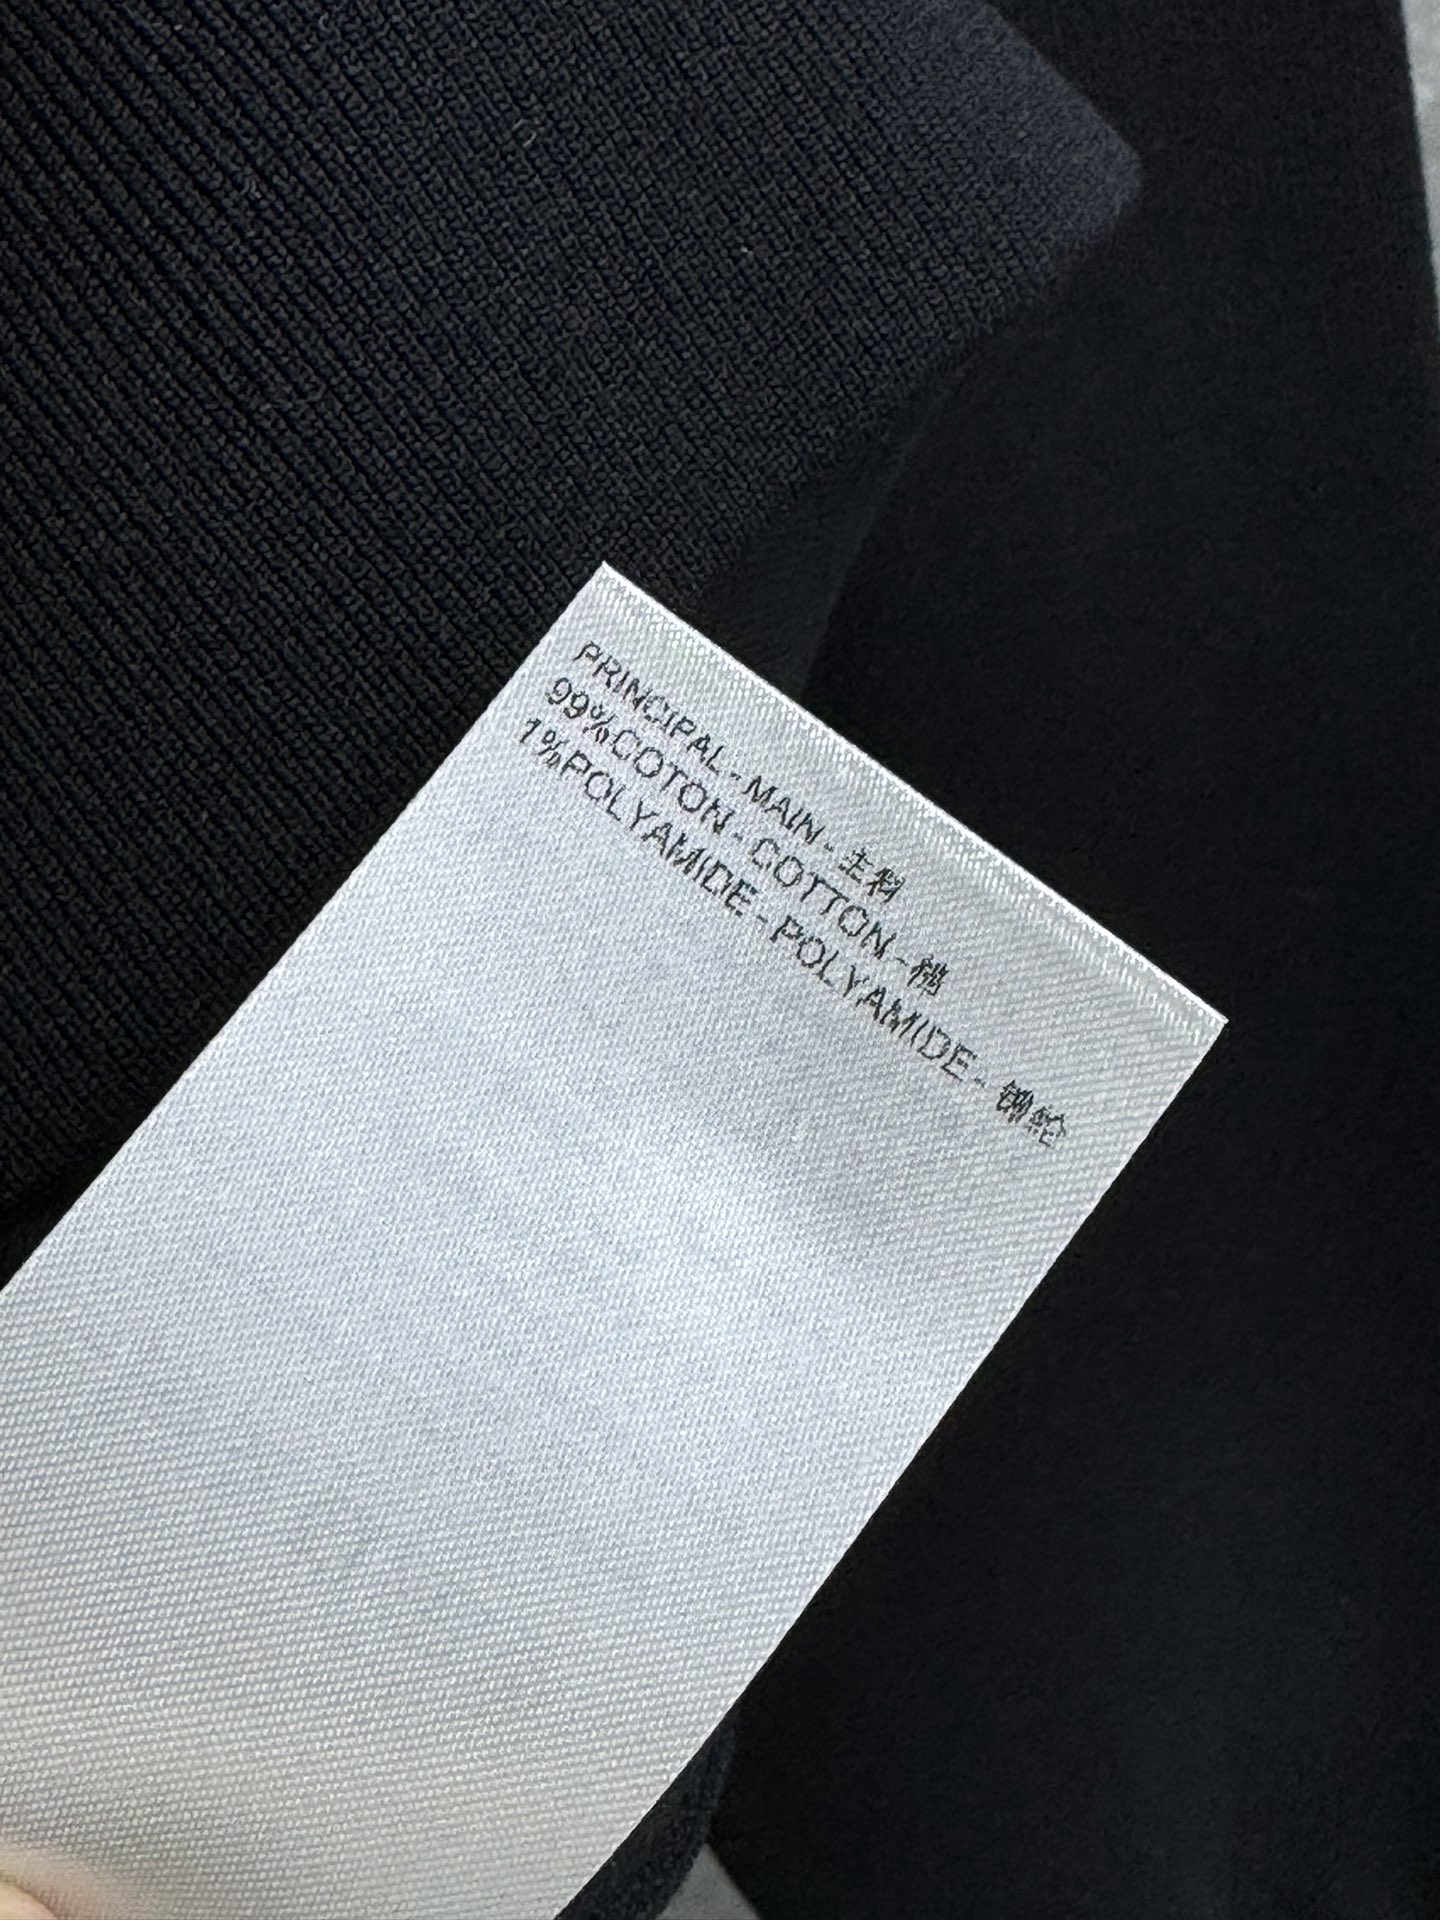 PRINCIPAL - MAIN - 主料
99%COTON - COTTON - 棉
1%POLYAMIDE - POLYAMIDE - 锦纶